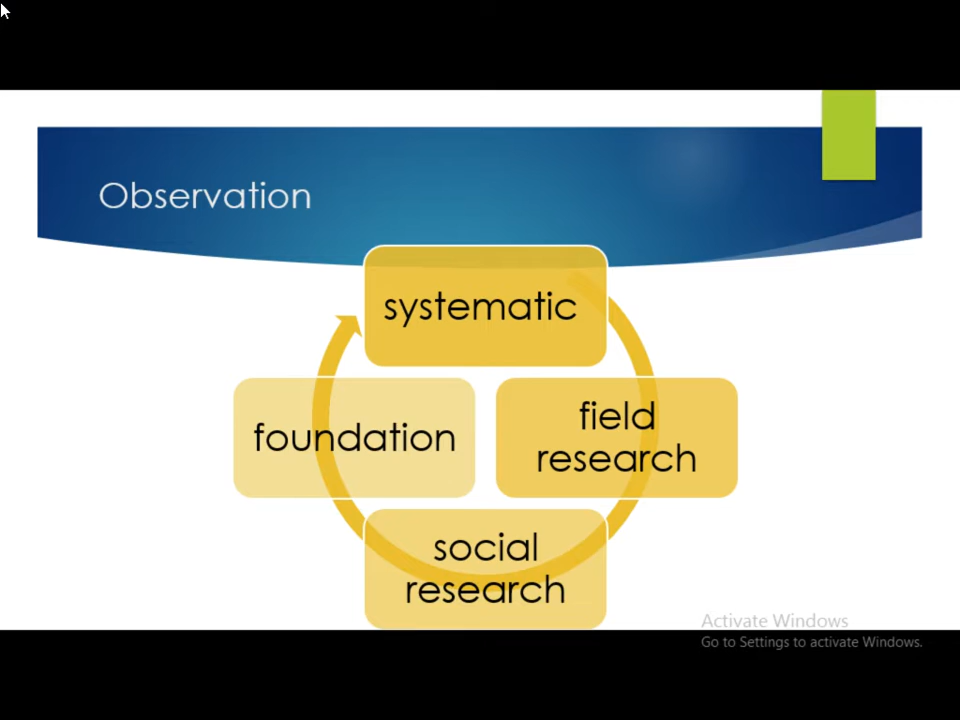 Observation
systematic
foundation
field
research
social
research
Activate Windows
Go to Settings to activate Windows.